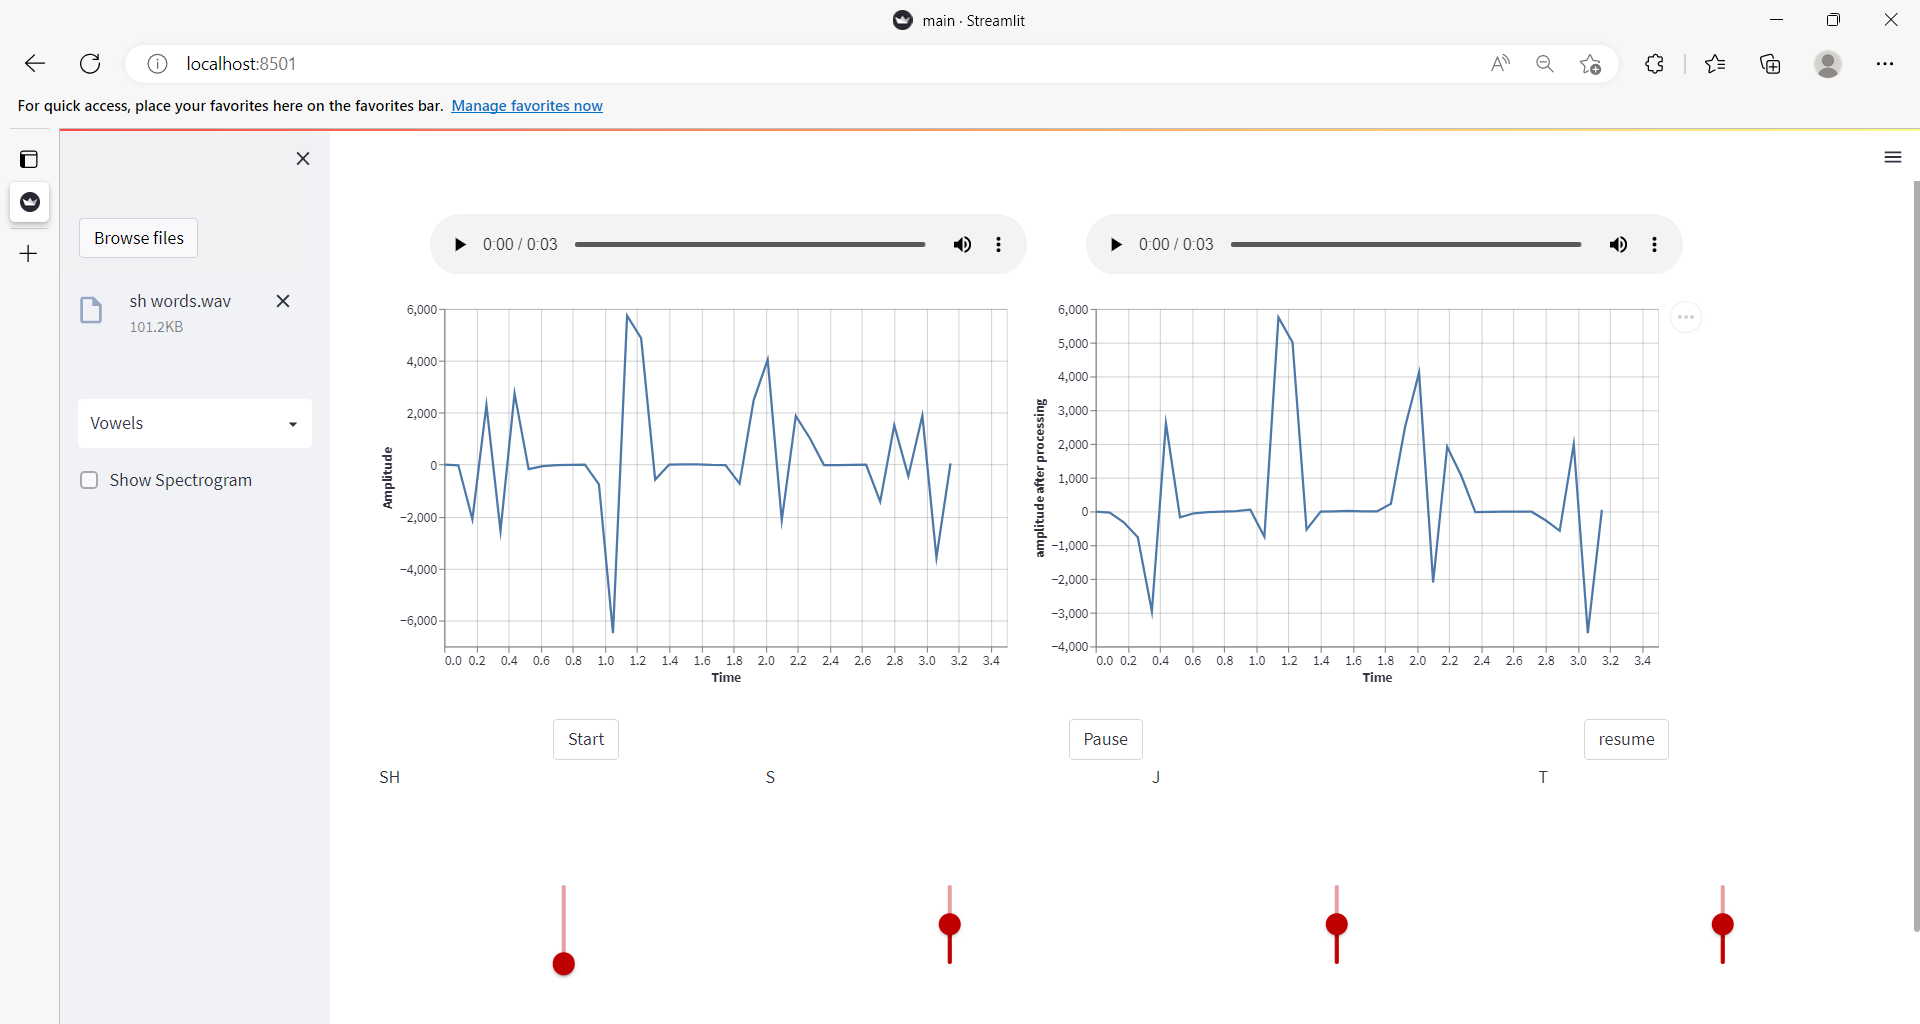 main · Streamlit
localhost:8501
For quick access, place your favorites here on the favorites bar. Manage favorites now
Browse files
sh words.wav
101.2KB
Vowels
Show Spectrogram
0:00 / 0:03
0:00 / 0:03
Amplitude
6,000
4,000
2,000
0
−2,000
−4,000
−6,000
0.0 0.2 0.4 0.6 0.8 1.0 1.2 1.4 1.6 1.8 2.0 2.2 2.4 2.6 2.8 3.0 3.2 3.4
Time
amplitude after processing
6,000
5,000
4,000
3,000
2,000
1,000
0
−1,000
−2,000
−3,000
−4,000
0.0 0.2 0.4 0.6 0.8 1.0 1.2 1.4 1.6 1.8 2.0 2.2 2.4 2.6 2.8 3.0 3.2 3.4
Time
Start
Pause
resume
SH
S
J
T